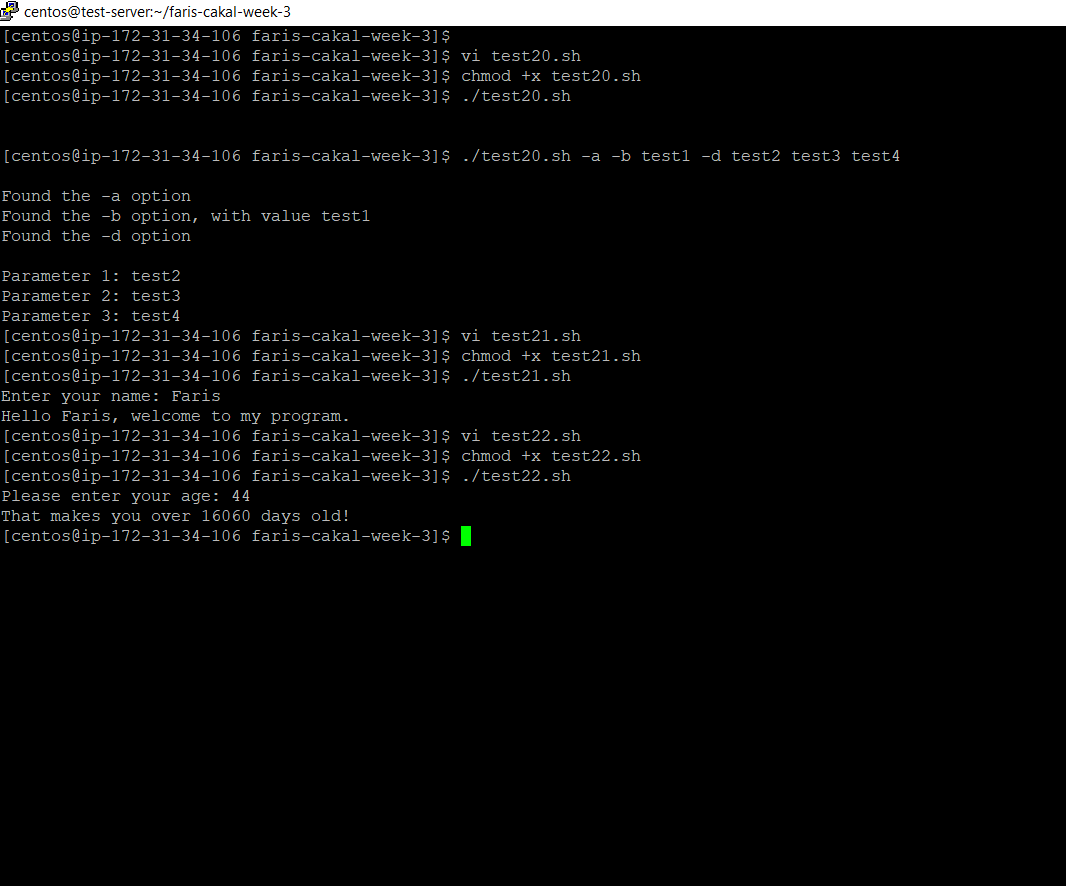 centos@test-server:~/faris-cakal-week-3
[centos@ip-172-31-34-106 faris-cakal-week-3]$
[centos@ip-172-31-34-106 faris-cakal-week-3]$ vi test20.sh
[centos@ip-172-31-34-106 faris-cakal-week-3]$ chmod +x test20.sh
[centos@ip-172-31-34-106 faris-cakal-week-3]$ ./test20.sh
[centos@ip-172-31-34-106 faris-cakal-week-3]$ ./test20.sh -a -b test1 -d test2 test3 test4
Found the -a option
Found the -b option, with value test1
Found the -d option
Parameter 1: test2
Parameter 2: test3
Parameter 3: test4
[centos@ip-172-31-34-106 faris-cakal-week-3]$ vi test21.sh
[centos@ip-172-31-34-106 faris-cakal-week-3]$ chmod +x test21.sh
[centos@ip-172-31-34-106 faris-cakal-week-3]$ ./test21.sh
Enter your name: Faris
Hello Faris, welcome to my program.
[centos@ip-172-31-34-106 faris-cakal-week-3]$ vi test22.sh
[centos@ip-172-31-34-106 faris-cakal-week-3]$ chmod +x test22.sh
[centos@ip-172-31-34-106 faris-cakal-week-3]$ ./test22.sh
Please enter your age: 44
That makes you over 16060 days old!
[centos@ip-172-31-34-106 faris-cakal-week-3]$